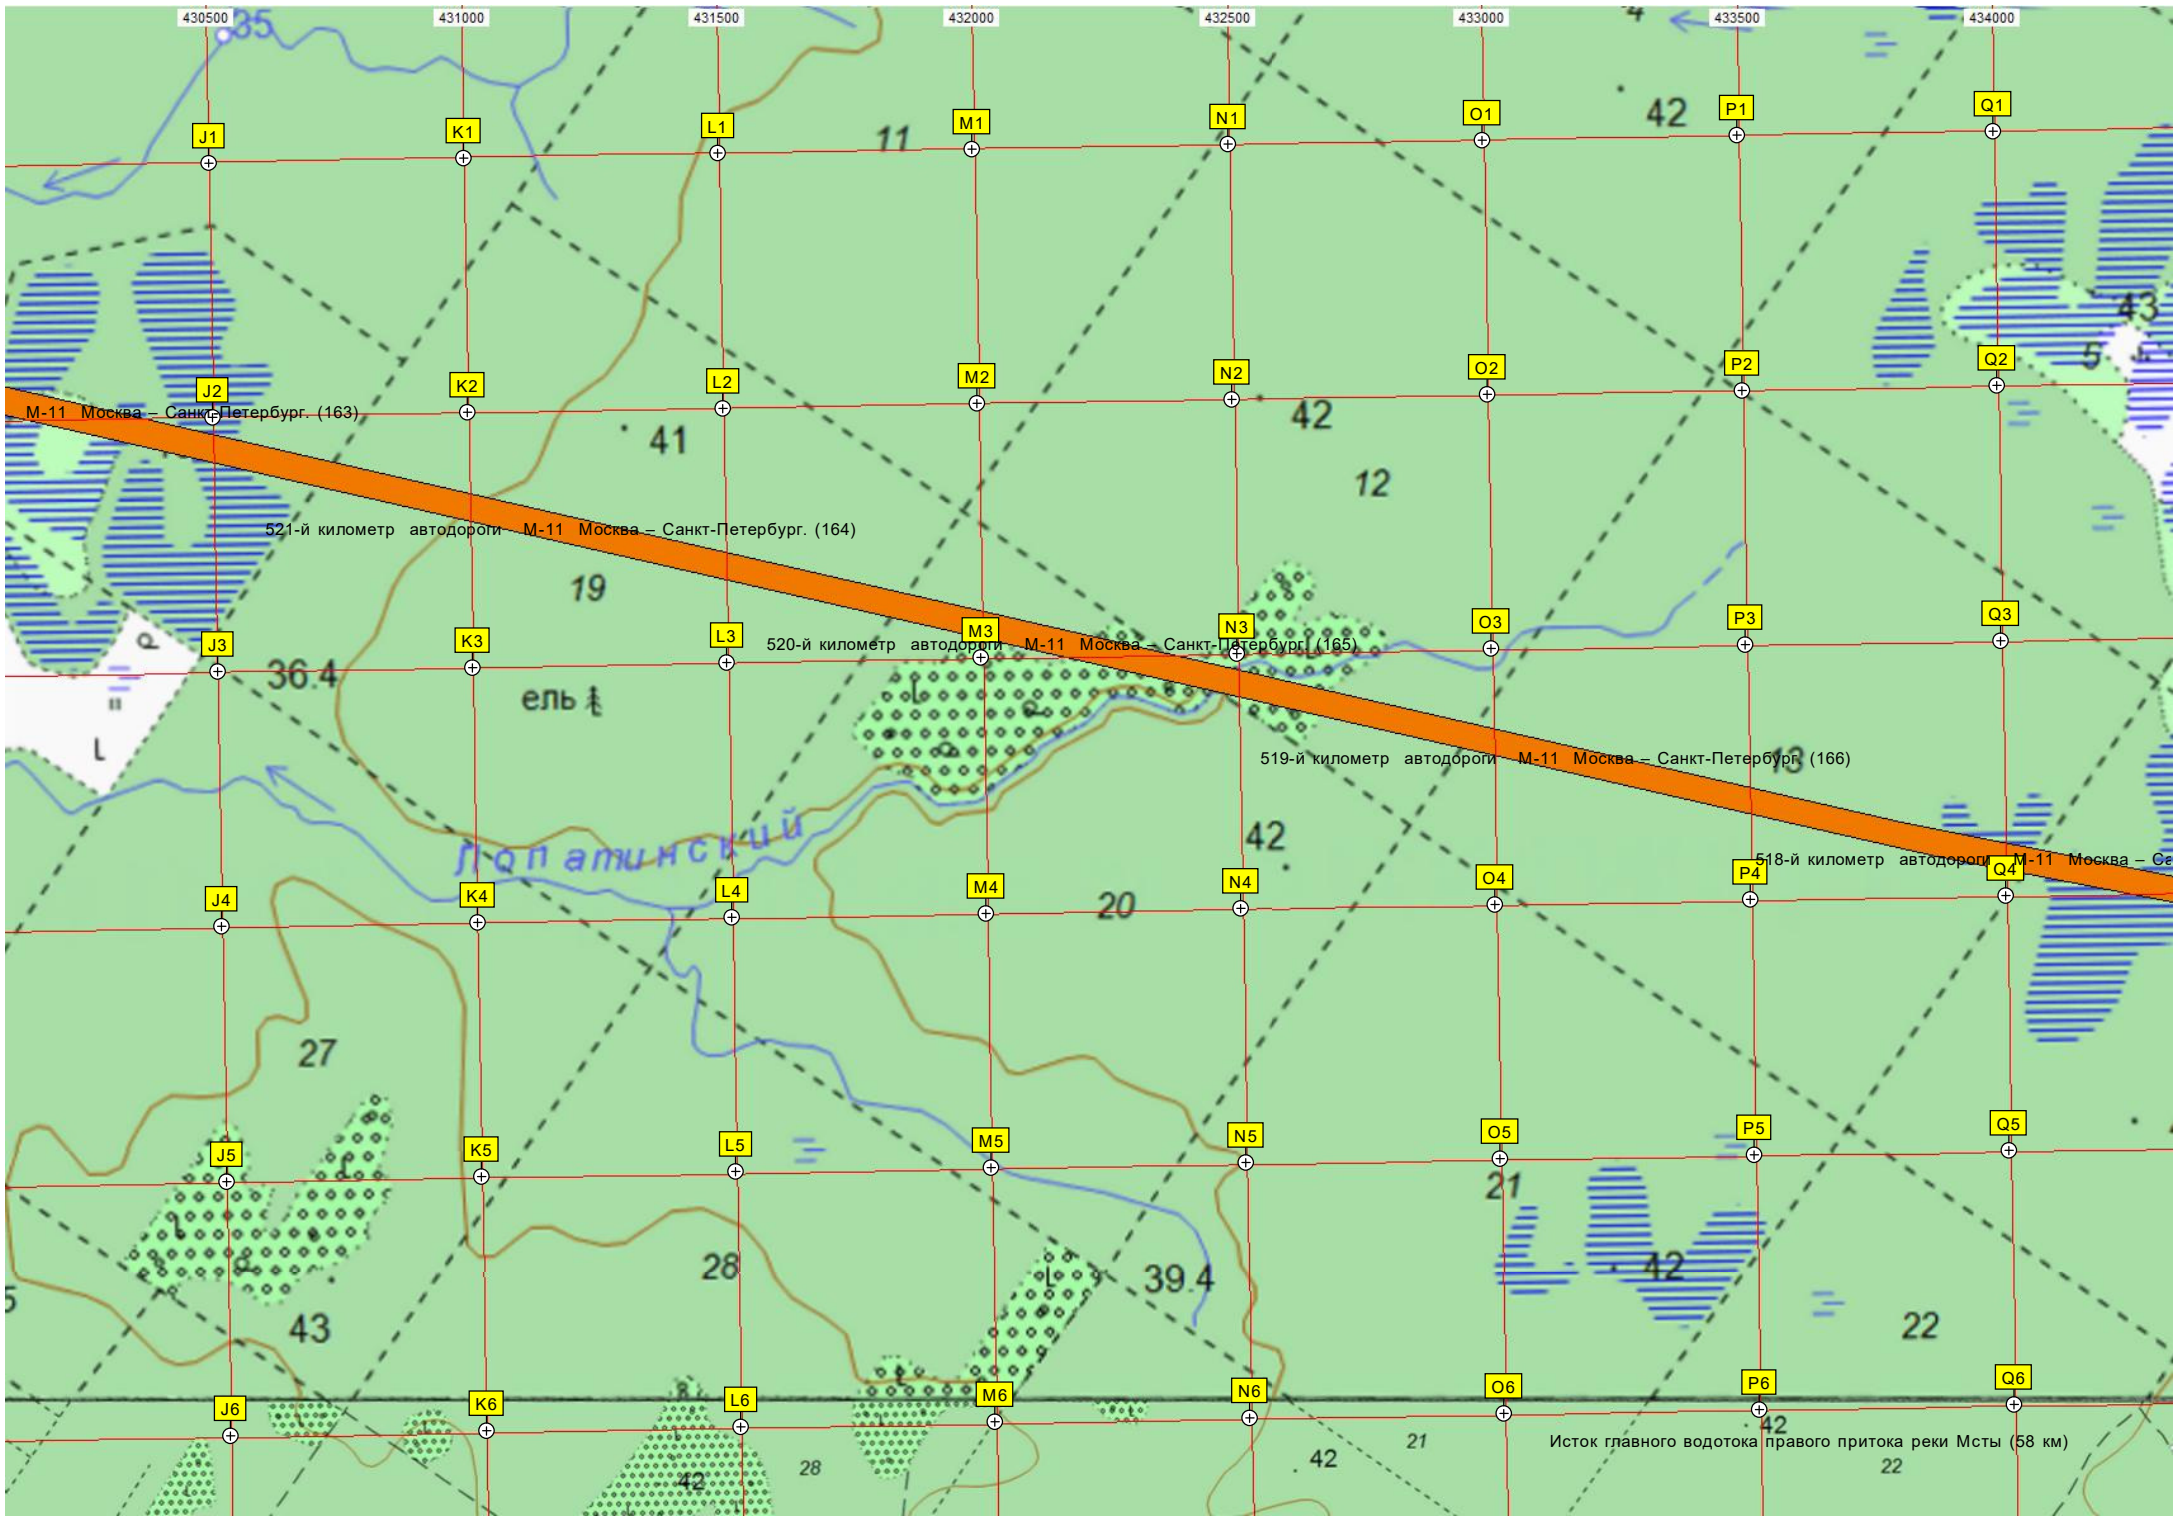 430500 431000 431500 432000 432500 433000 433500 434000
35
42
J1 K1 L1 M1 N1 O1 P1 Q1
11
43
5
J2 K2 L2 M2 N2 O2 P2 Q2
М-11 Москва – Санкт-Петербург. (163)
41
42
12
521-й километр автодороги М-11 Москва – Санкт-Петербург. (164)
19
J3 K3 L3 M3 N3 O3 P3 Q3
520-й километр автодороги М-11 Москва – Санкт-Петербург. (165)
36.4
ель
519-й километр автодороги М-11 Москва – Санкт-Петербург. (166)
13
Лопатинский
42
518-й километр автодороги М-11 Москва – Са
J4 K4 L4 M4 N4 O4 P4 Q4
20
27
J5 K5 L5 M5 N5 O5 P5 Q5
21
28
39.4
42
5
43
22
J6 K6 L6 M6 N6 O6 P6 Q6
42
21
Исток главного водотока правого притока реки Мсты (58 км)
42
28
22
42